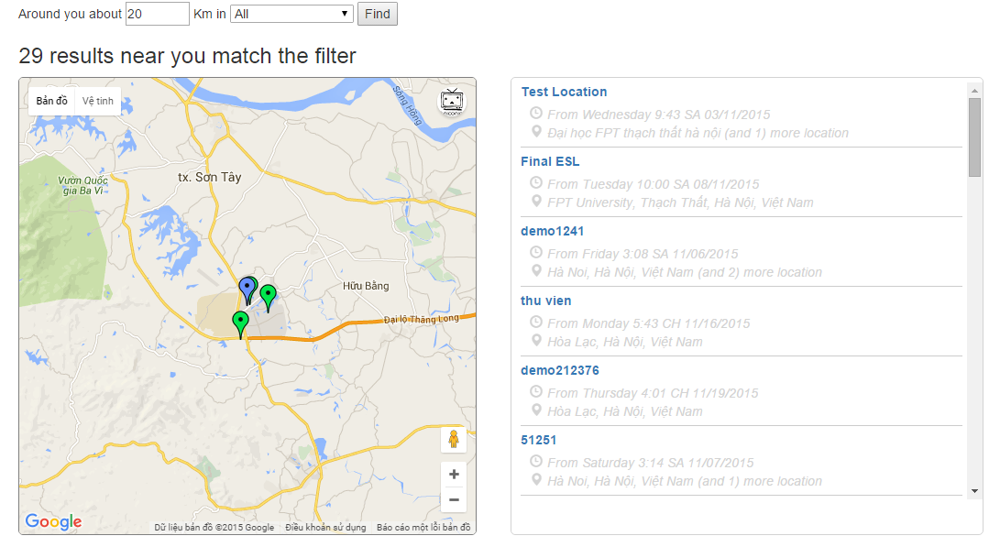 Around you about 20 Km in All Find
29 results near you match the filter
Bản đồ Vệ tinh
Sông Hồng
Vườn Quốc
gia Ba Vì
tx. Sơn Tây
Hữu Bằng
Đại lộ Thăng Long
Google
Dữ liệu bản đồ ©2015 Google Điều khoản sử dụng Báo cáo một lỗi bản đồ
Test Location
From Wednesday 9:43 SA 03/11/2015
Đại học FPT thạch thất hà nội (and 1) more location
Final ESL
From Tuesday 10:00 SA 08/11/2015
FPT University, Thạch Thất, Hà Nội, Việt Nam
demo1241
From Friday 3:08 SA 11/06/2015
Hà Noi, Hà Nội, Việt Nam (and 2) more location
thu vien
From Monday 5:43 CH 11/16/2015
Hòa Lạc, Hà Nội, Việt Nam
demo212376
From Thursday 4:01 CH 11/19/2015
Hòa Lạc, Hà Nội, Việt Nam
51251
From Saturday 3:14 SA 11/07/2015
Hà Noi, Hà Nội, Việt Nam (and 1) more location